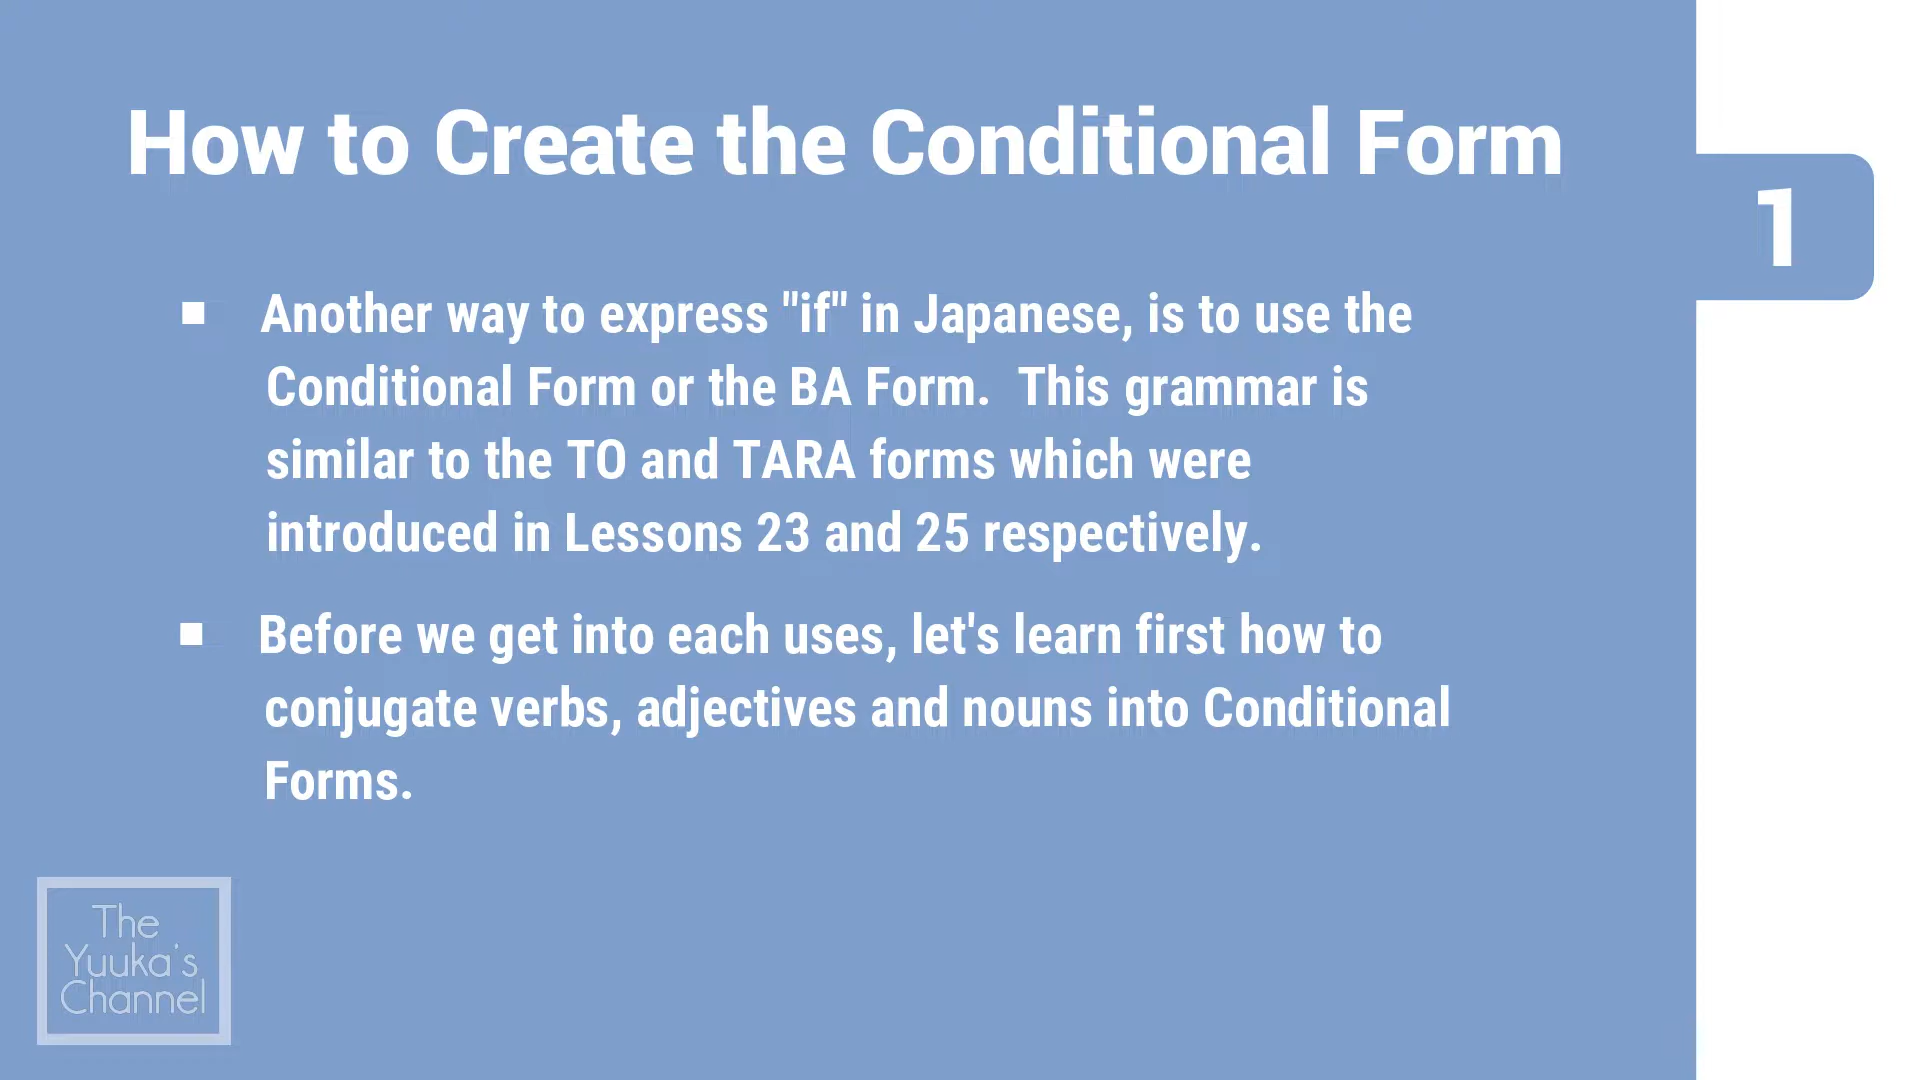 How to Create the Conditional Form
1
■ Another way to express "if" in Japanese, is to use the
Conditional Form or the BA Form.  This grammar is
similar to the TO and TARA forms which were
introduced in Lessons 23 and 25 respectively.
■ Before we get into each uses, let's learn first how to
conjugate verbs, adjectives and nouns into Conditional
Forms.
The
Yuuka's
Channel